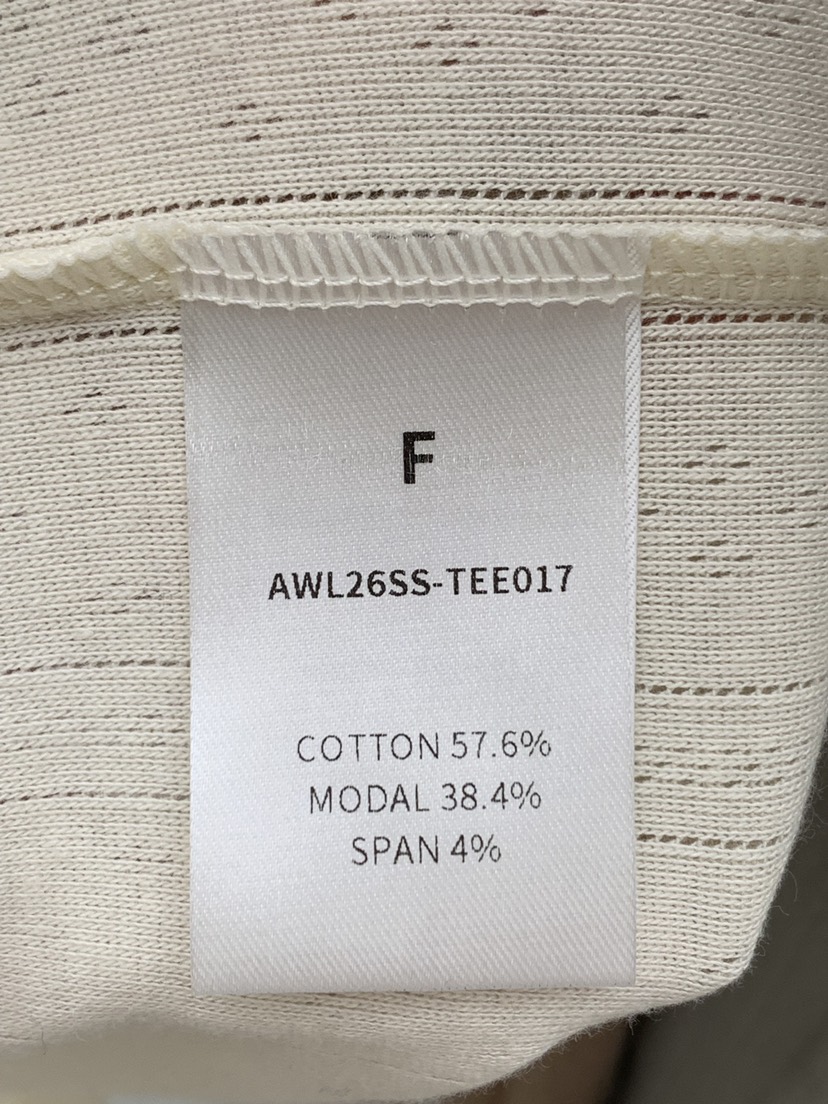 F
AWL26SS-TEE017
COTTON 57.6%
MODAL 38.4%
SPAN 4%